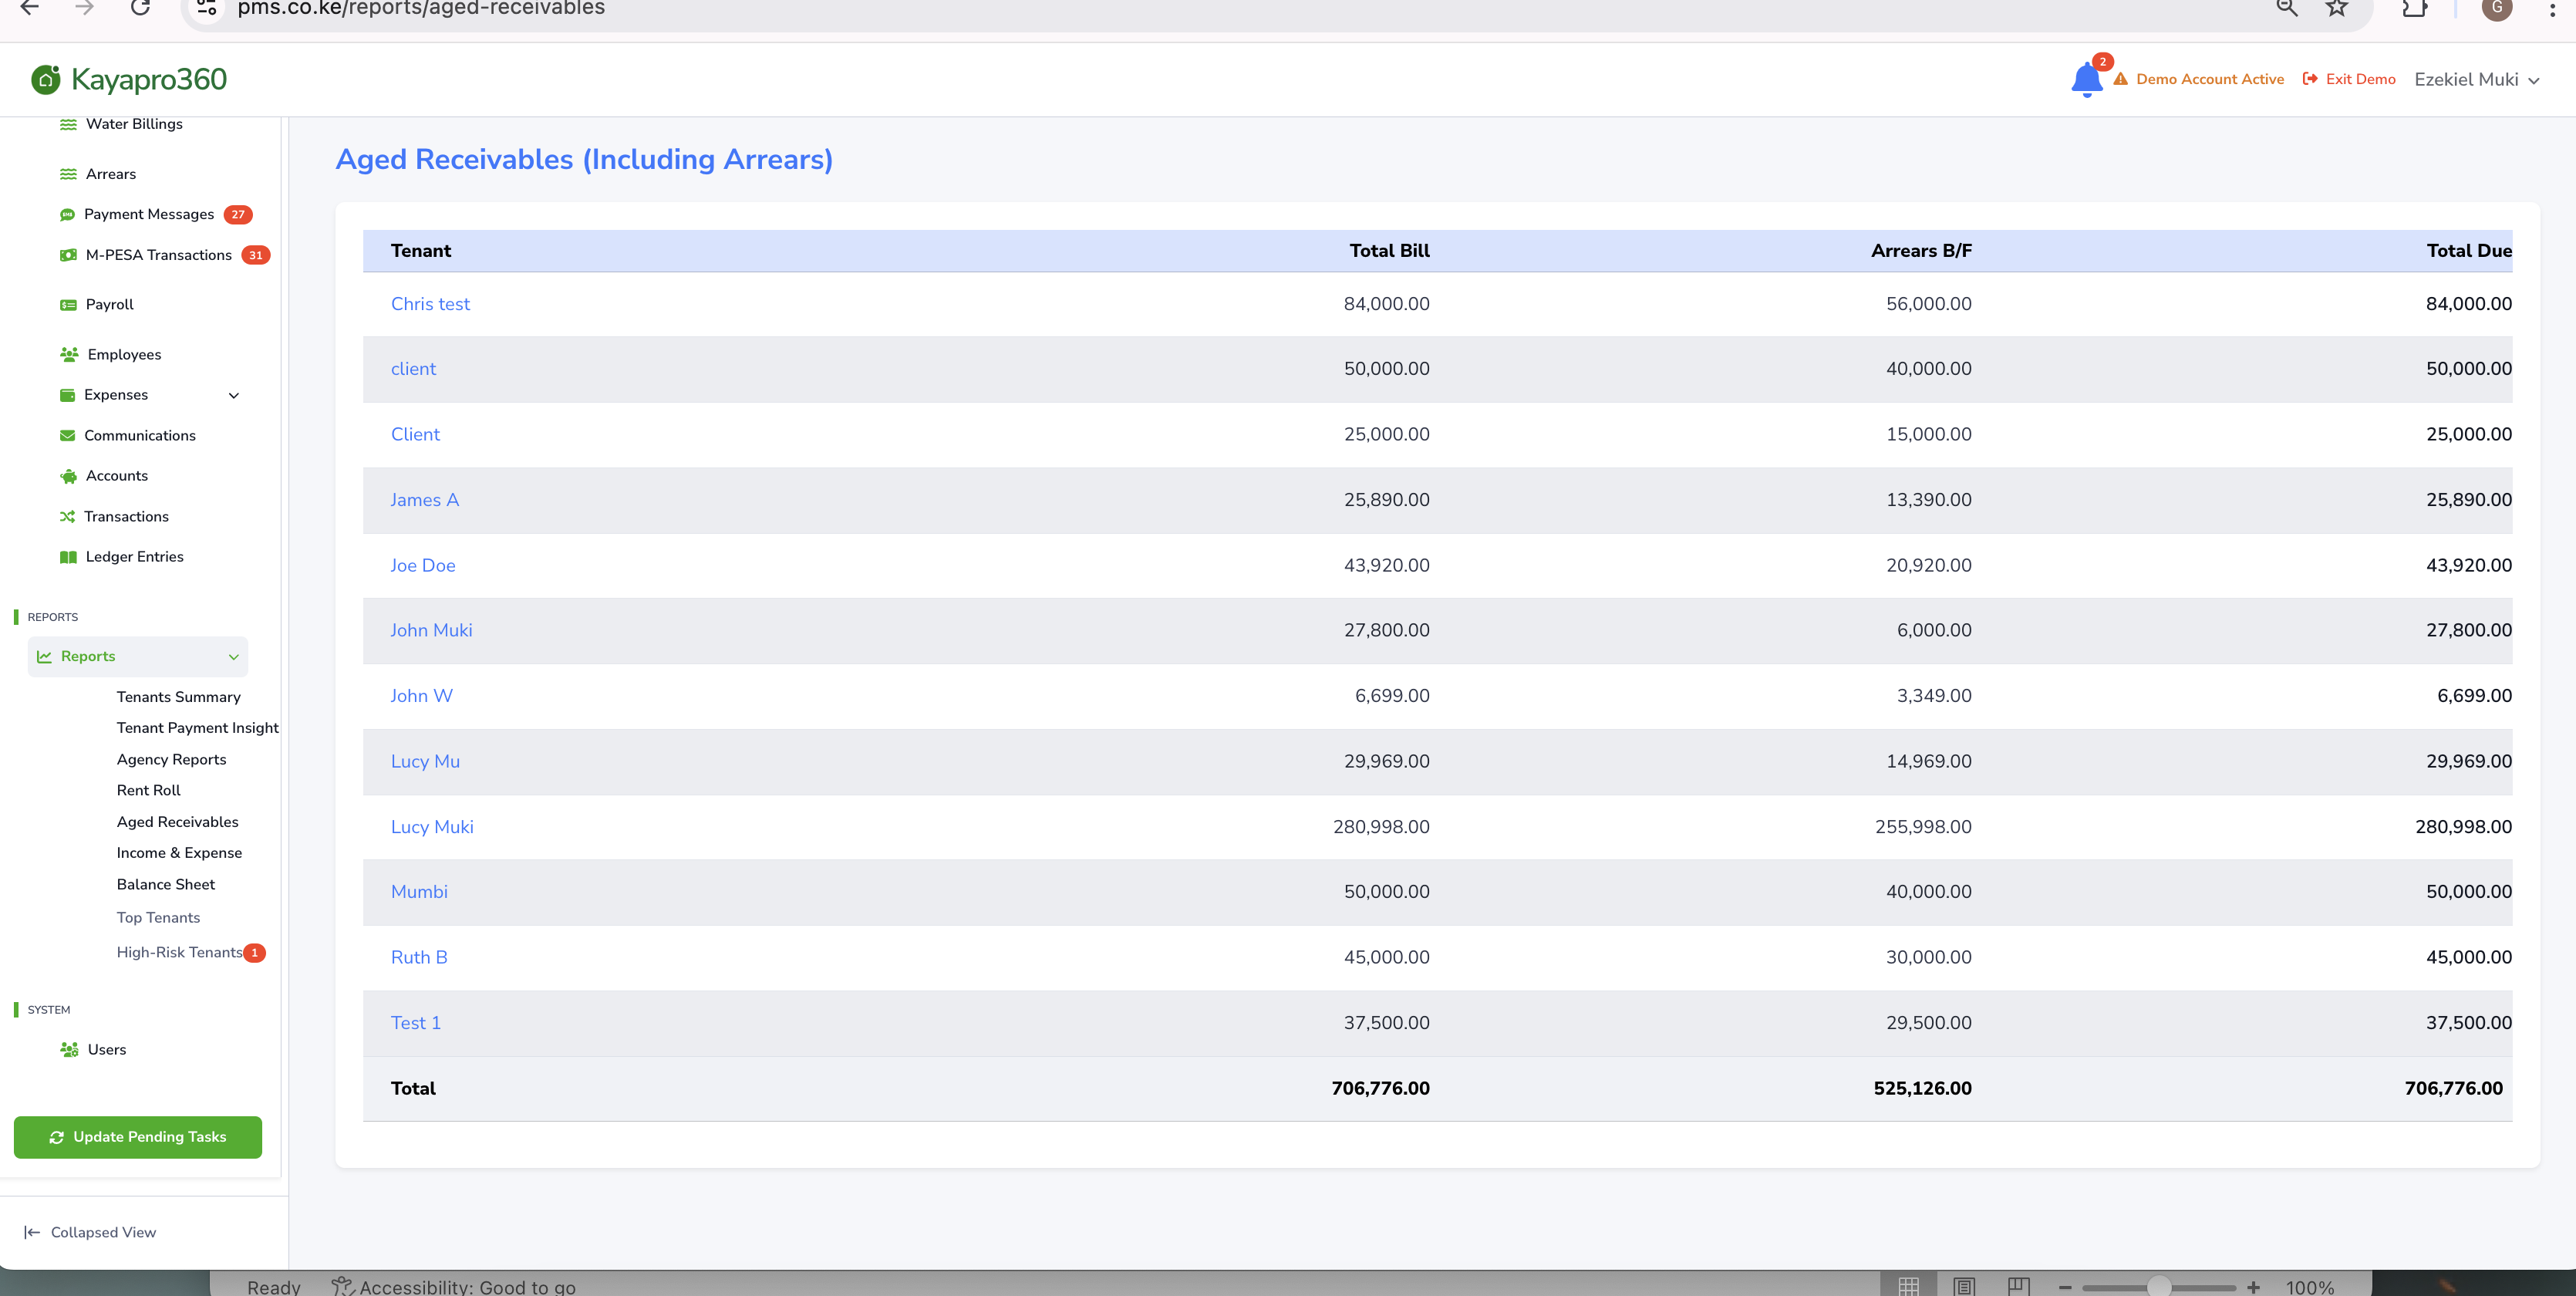 pms.co.ke/reports/aged-receivables
G
Kayapro360
2
Demo Account Active
Exit Demo
Ezekiel Muki
Water Billings
Arrears
Payment Messages 27
M-PESA Transactions 31
Payroll
Employees
Expenses
Communications
Accounts
Transactions
Ledger Entries
REPORTS
Reports
Tenants Summary
Tenant Payment Insight
Agency Reports
Rent Roll
Aged Receivables
Income & Expense
Balance Sheet
Top Tenants
High-Risk Tenants 1
SYSTEM
Users
Update Pending Tasks
Collapsed View
Aged Receivables (Including Arrears)
Tenant Total Bill Arrears B/F Total Due
Chris test 84,000.00 56,000.00 84,000.00
client 50,000.00 40,000.00 50,000.00
Client 25,000.00 15,000.00 25,000.00
James A 25,890.00 13,390.00 25,890.00
Joe Doe 43,920.00 20,920.00 43,920.00
John Muki 27,800.00 6,000.00 27,800.00
John W 6,699.00 3,349.00 6,699.00
Lucy Mu 29,969.00 14,969.00 29,969.00
Lucy Muki 280,998.00 255,998.00 280,998.00
Mumbi 50,000.00 40,000.00 50,000.00
Ruth B 45,000.00 30,000.00 45,000.00
Test 1 37,500.00 29,500.00 37,500.00
Total 706,776.00 525,126.00 706,776.00
Ready
Accessibility: Good to go
100%